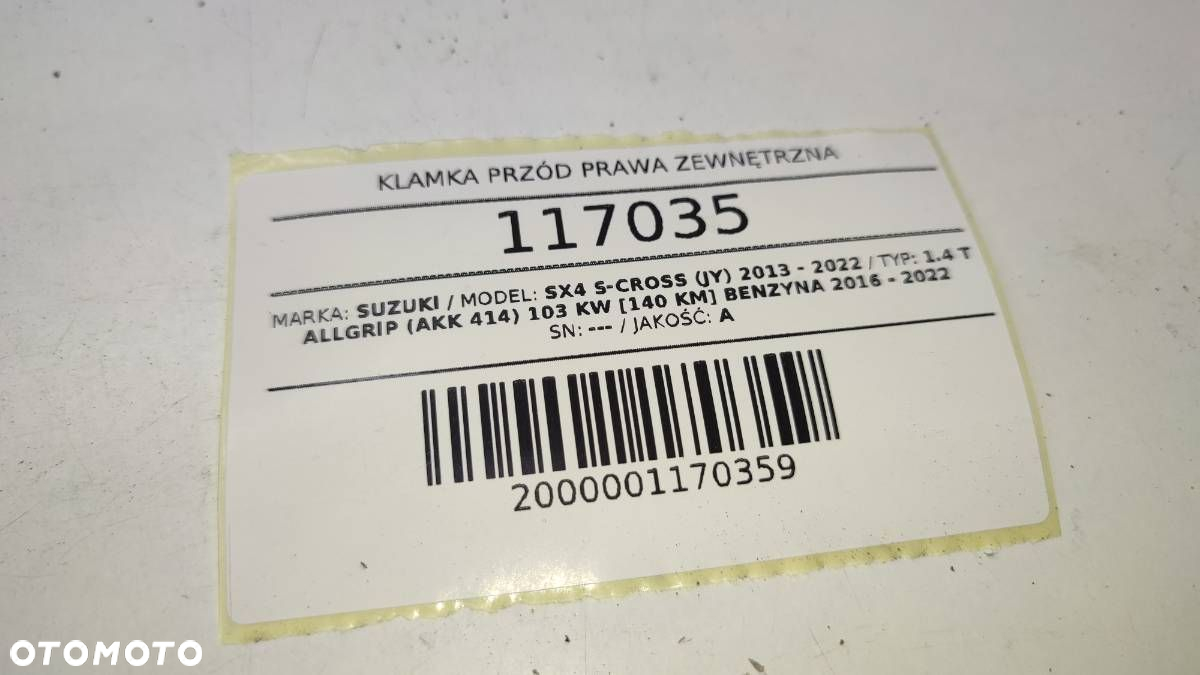 KLAMKA PRZÓD PRAWA ZEWNĘTRZNA
117035
MARKA: SUZUKI / MODEL: SX4 S-CROSS (JY) 2013 - 2022 / TYP: 1.4 T
ALLGRIP (AKK 414) 103 KW [140 KM] BENZYNA 2016 - 2022
SN: --- / JAKOŚĆ: A
2000001170359
OTOMOTO